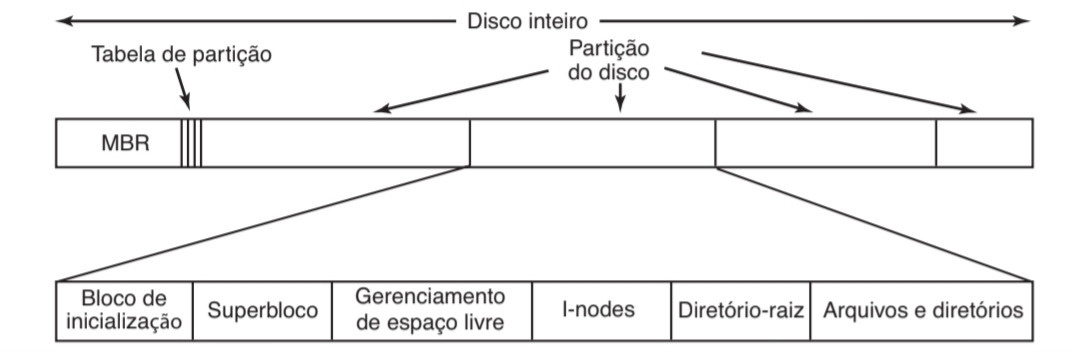 Disco inteiro
Tabela de partição
Partição
do disco
MBR
Bloco de
inicialização
Superbloco
Gerenciamento
de espaço livre
I-nodes
Diretório-raiz
Arquivos e diretórios